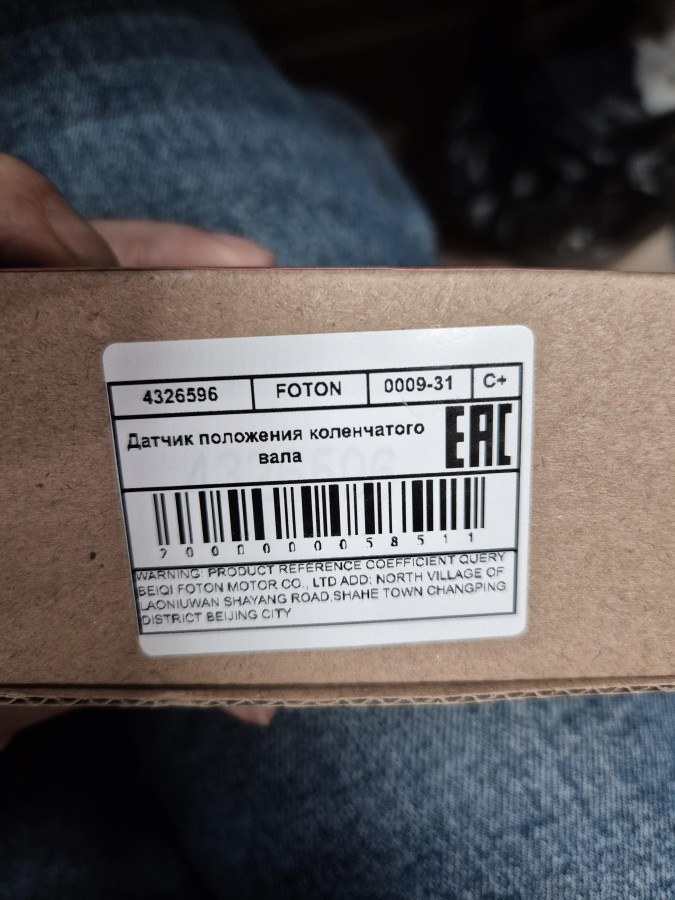 4326596 FOTON 0009-31 C+
Датчик положения коленчатого
вала
EAC
2000000058511
WARNING: PRODUCT REFERENCE COEFFICIENT QUERY
BEIQI FOTON MOTOR CO., LTD ADD: NORTH VILLAGE OF
LAONIUWAN SHAYANG ROAD.SHAHE TOWN CHANGPING
DISTRICT BEIJING CITY